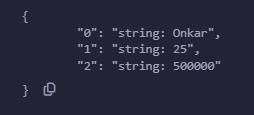 {
"0": "string: Onkar",
"1": "string: 25",
"2": "string: 500000"
}